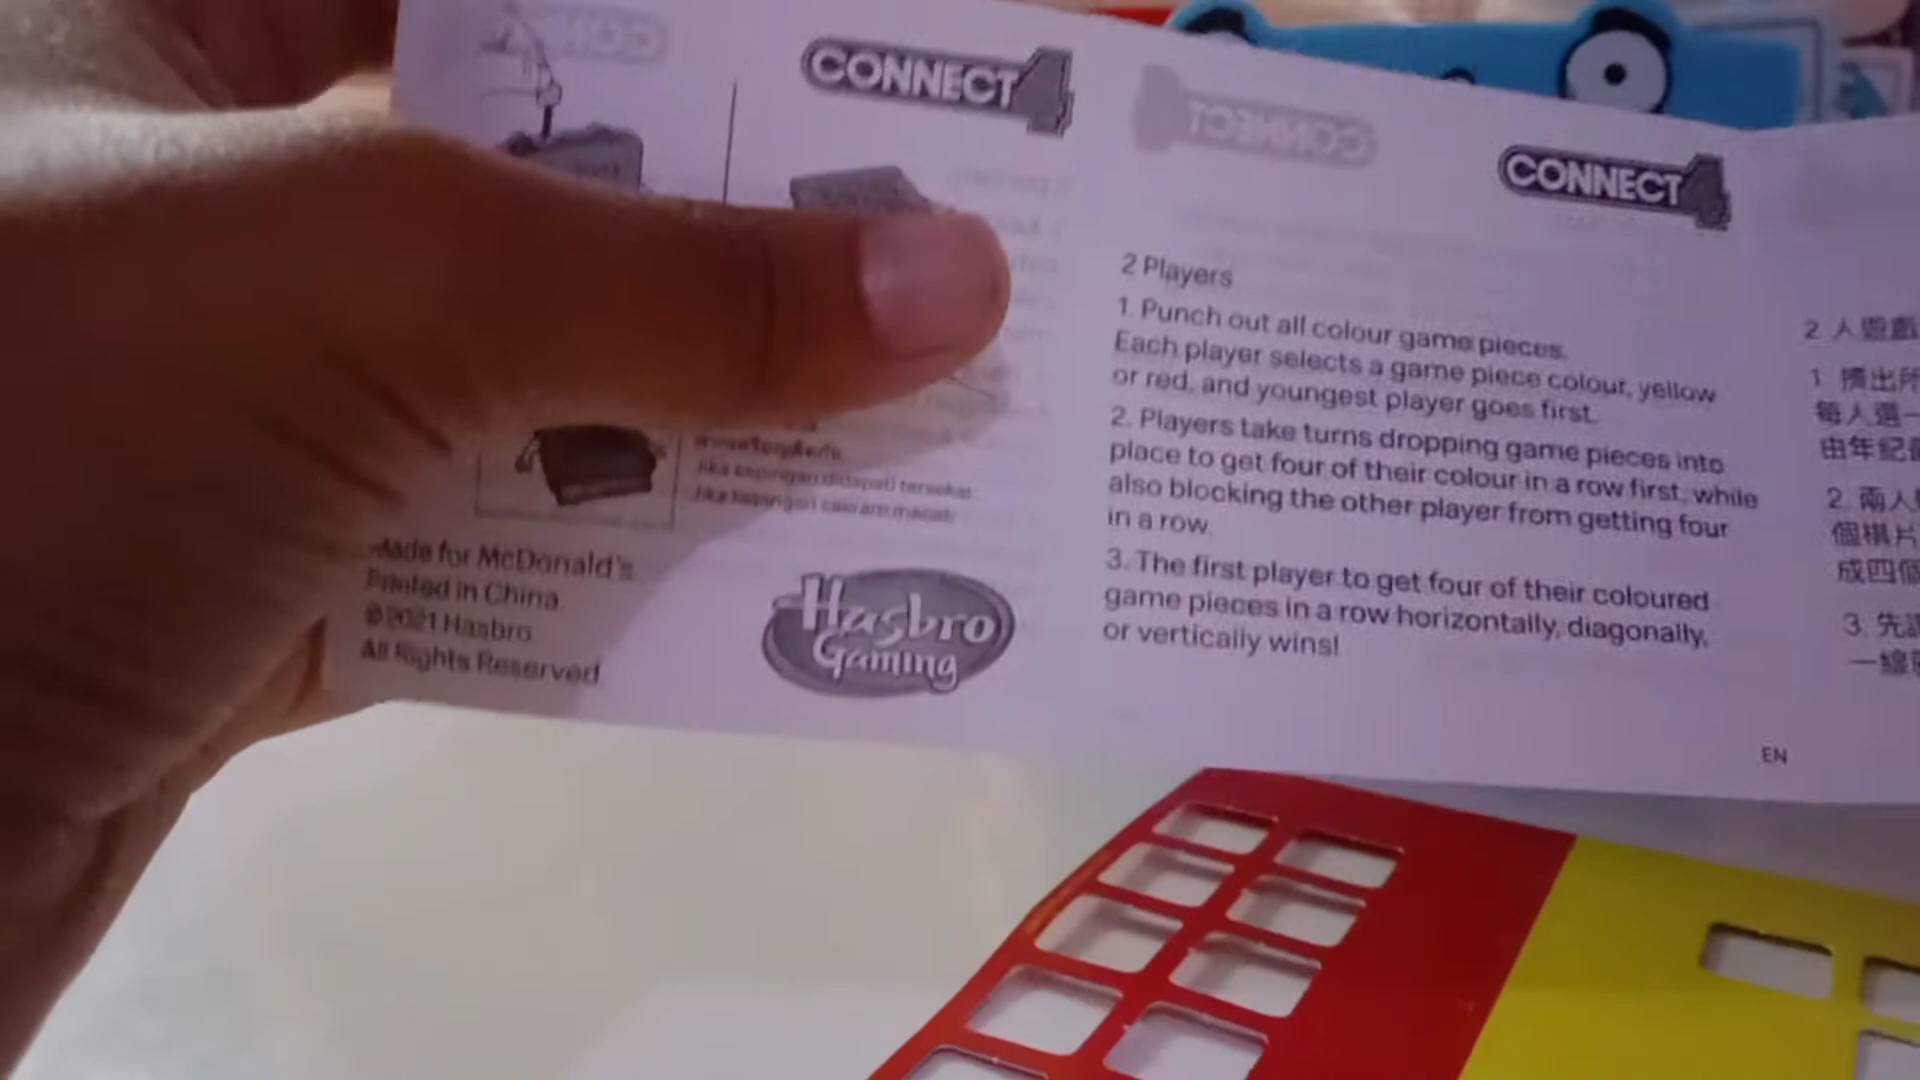 CONNECT 4
Jika kepingan didapati tersekat.
Made for McDonald's.
Printed in China.
© 2021 Hasbro
All Rights Reserved
Hasbro
Gaming
CONNECT 4
2 Players
1. Punch out all colour game pieces.
Each player selects a game piece colour, yellow
or red, and youngest player goes first.
2. Players take turns dropping game pieces into
place to get four of their colour in a row first, while
also blocking the other player from getting four
in a row.
3. The first player to get four of their coloured
game pieces in a row horizontally, diagonally,
or vertically wins!
EN
2 人遊戲
1 擠出所
每人選一
由年紀最
2. 兩人
個棋片
成四個
3. 先
一線